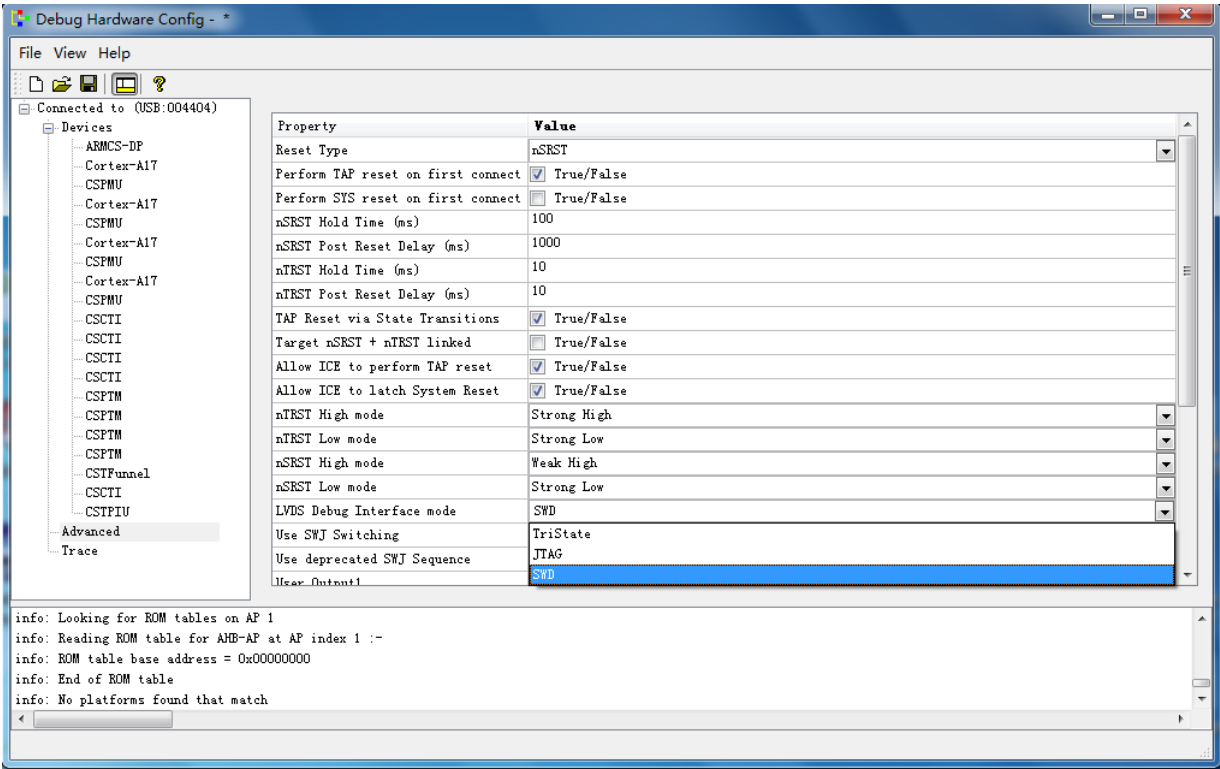 Debug Hardware Config - *
File View Help
Connected to (USB:004404)
Devices
ARMCS-DP
Cortex-A17
CSPMU
Cortex-A17
CSPMU
Cortex-A17
CSPMU
Cortex-A17
CSPMU
CSCTI
CSCTI
CSCTI
CSCTI
CSPTM
CSPTM
CSPTM
CSPTM
CSTFunnel
CSCTI
CSTPIU
Advanced
Trace
Property Value
Reset Type nSRST
Perform TAP reset on first connect True/False
Perform SYS reset on first connect True/False
nSRST Hold Time (ms) 100
nSRST Post Reset Delay (ms) 1000
nTRST Hold Time (ms) 10
nTRST Post Reset Delay (ms) 10
TAP Reset via State Transitions True/False
Target nSRST + nTRST linked True/False
Allow ICE to perform TAP reset True/False
Allow ICE to latch System Reset True/False
nTRST High mode Strong High
nTRST Low mode Strong Low
nSRST High mode Weak High
nSRST Low mode Strong Low
LVDS Debug Interface mode SWD
Use SWJ Switching TriState
JTAG
Use deprecated SWJ Sequence
SWD
User Output1
info: Looking for ROM tables on AP 1
info: Reading ROM table for AHB-AP at AP index 1 :-
info: ROM table base address = 0x00000000
info: End of ROM table
info: No platforms found that match